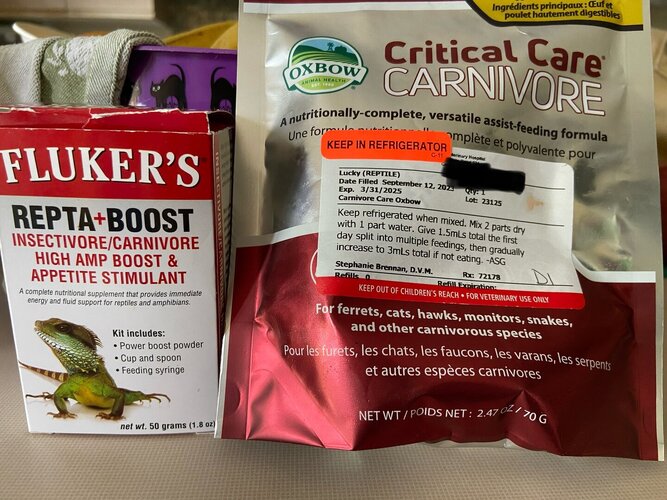 FLUKER'S
REPTA+BOOST
INSECTIVORE/CARNIVORE
HIGH AMP BOOST &
APPETITE STIMULANT
A complete nutritional supplement that provides immediate
energy and fluid support for reptiles and amphibians.
Kit includes:
• Power boost powder
• Cup and spoon
• Feeding syringe
net wt. 50 grams (1.8 oz)
Ingrédients principaux : Œuf et
poulet hautement digestibles
OXBOW
ANIMAL HEALTH
Critical Care
CARNIVORE
A nutritionally-complete, versatile assist-feeding formula
Une formule nutritionnell complète et polyvalente pour
KEEP IN REFRIGERATOR
Hospital
Lucky (REPTILE)
Date Filled September 12, 2023 Qty: 1
Exp. 3/31/2025 Lot: 23125
Carnivore Care Oxbow
Keep refrigerated when mixed. Mix 2 parts dry
with 1 part water. Give 1.5mLs total the first
day split into multiple feedings, then gradually
increase to 3mLs total if not eating. -ASG
Stephanie Brennan, D.V.M. Rx: 72178
Refills 0 Refill Expiration:
KEEP OUT OF CHILDREN'S REACH • FOR VETERINARY USE ONLY
For ferrets, cats, hawks, monitors, snakes,
and other carnivorous species
Pour les furets, les chats, les faucons, les varans, les serpents
et autres espèces carnivores
NET WT / POIDS NET : 2.47 OZ / 70 G